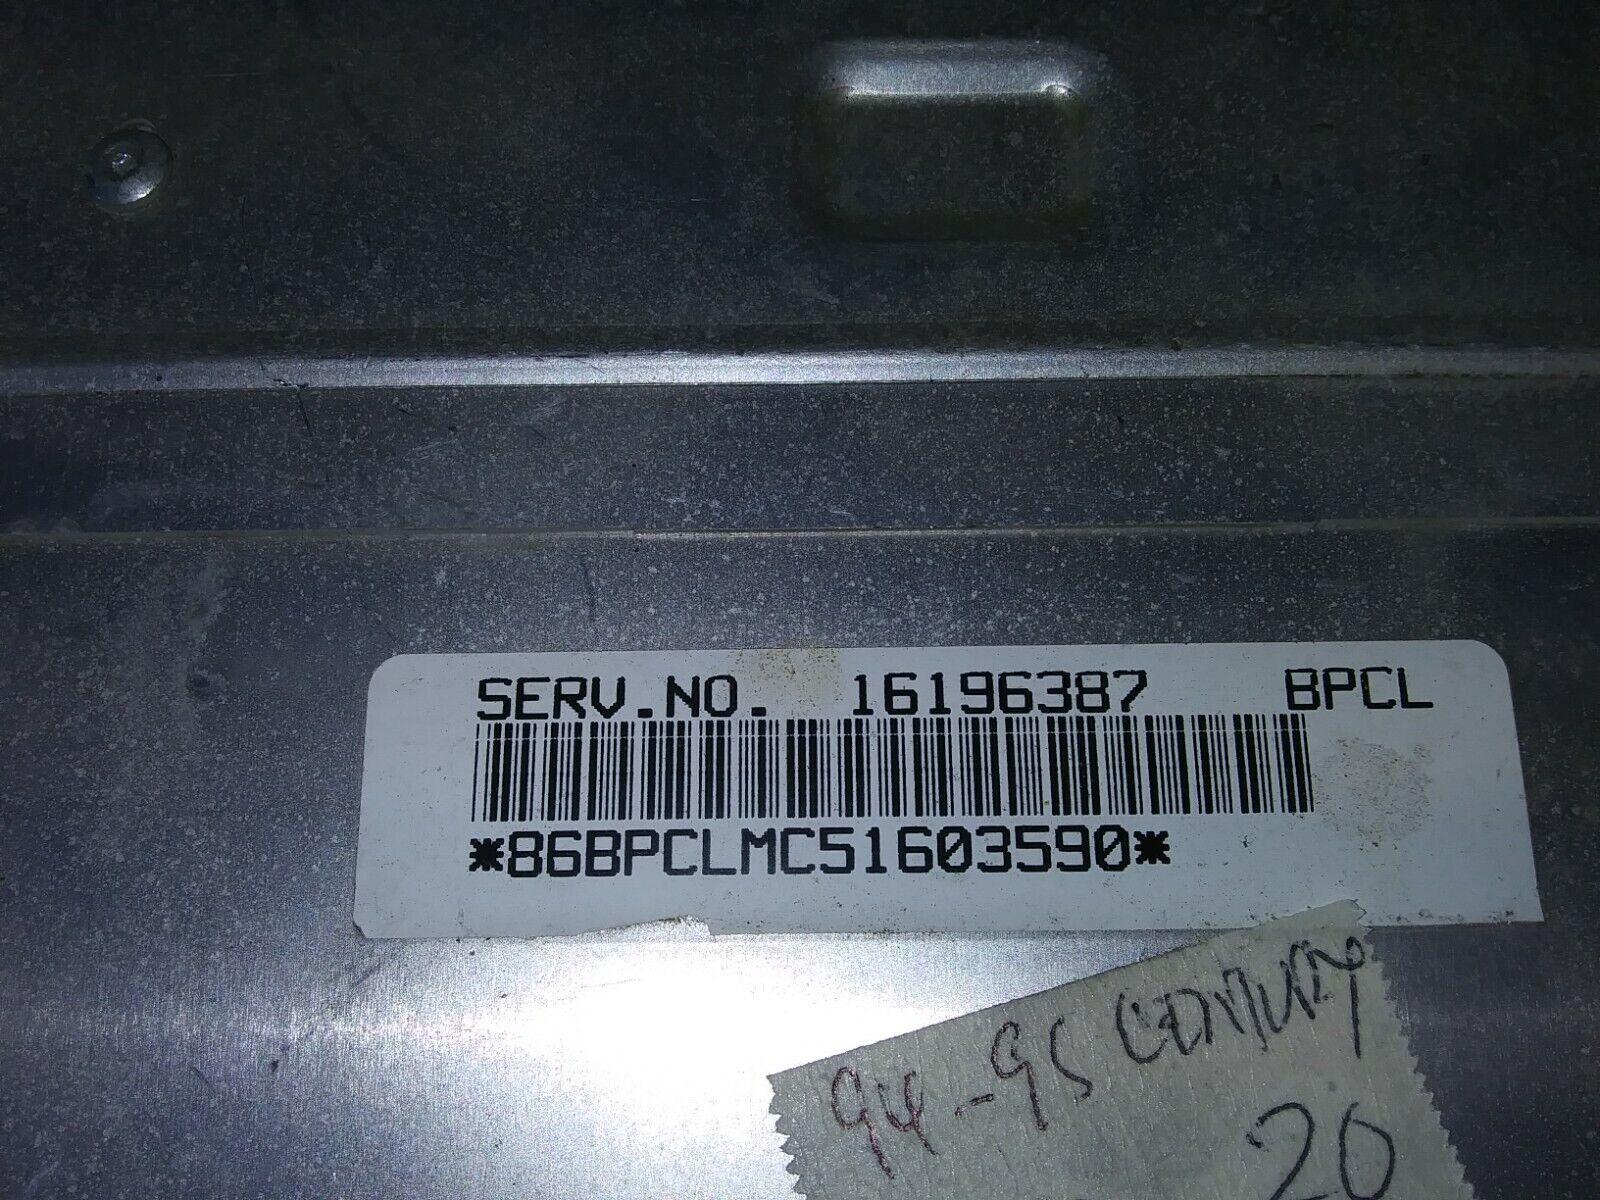 SERV.NO. 16196387 BPCL
*86BPCLMC51603590*
94-95 CENTURY
20